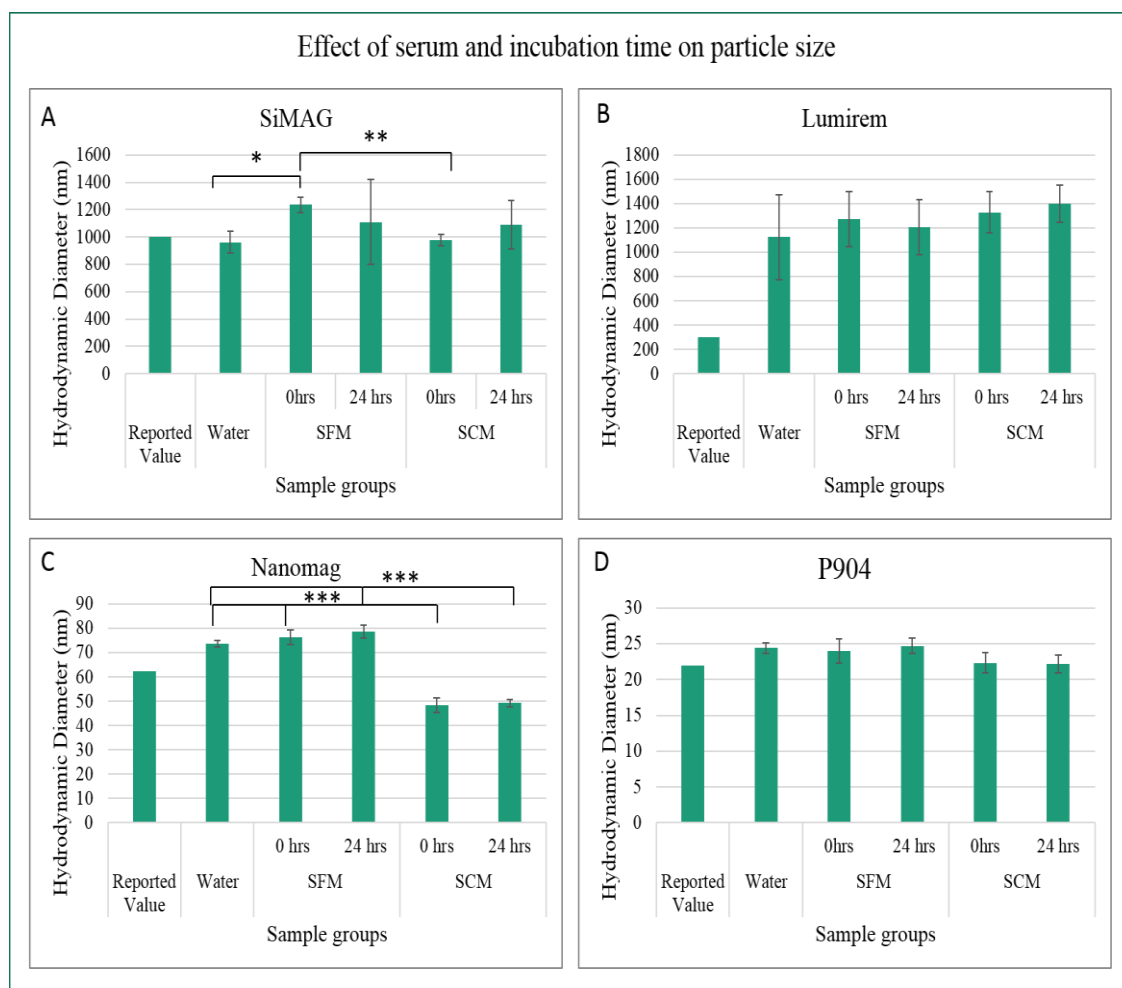 Effect of serum and incubation time on particle size
A
SiMAG
Hydrodynamic Diameter (nm)
1600
1400
1200
1000
800
600
400
200
0
*
**
0hrs 24 hrs 0hrs 24 hrs
Reported Value Water SFM SCM
Sample groups
B
Lumirem
Hydrodynamic Diameter (nm)
1800
1600
1400
1200
1000
800
600
400
200
0
0 hrs 24 hrs 0 hrs 24 hrs
Reported Value Water SFM SCM
Sample groups
C
Nanomag
Hydrodynamic Diameter (nm)
90
80
70
60
50
40
30
20
10
0
***
***
0 hrs 24 hrs 0 hrs 24 hrs
Reported Value Water SFM SCM
Sample groups
D
P904
Hydrodynamic Diameter (nm)
30
25
20
15
10
5
0
0hrs 24 hrs 0hrs 24 hrs
Reported Value Water SFM SCM
Sample groups